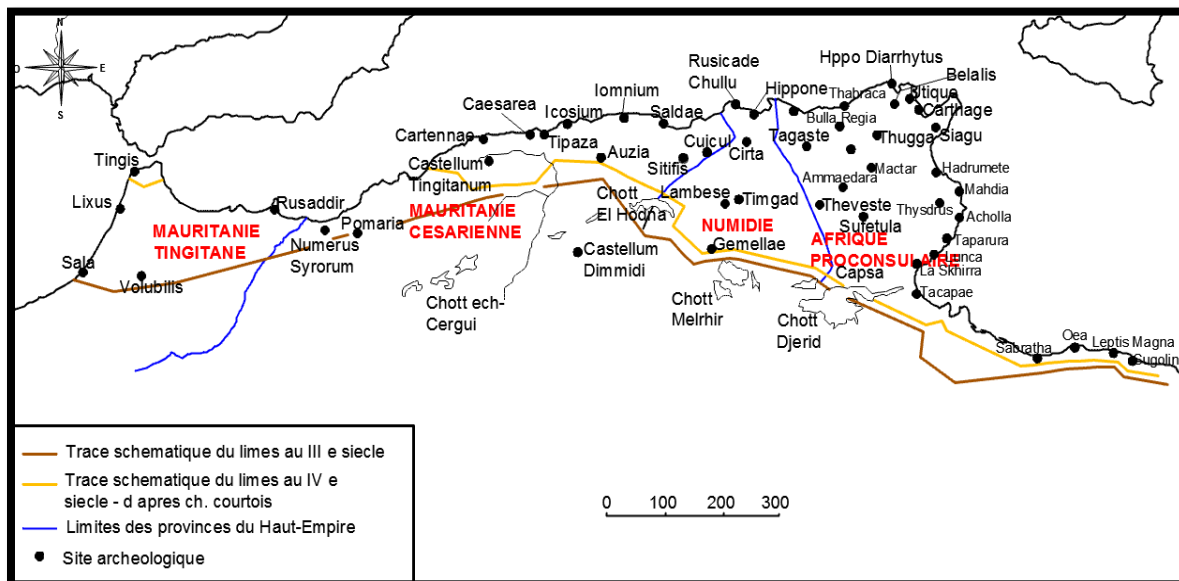 N
O
E
S
Hppo Diarrhytus
Rusicade
Chullu
Belalis
Hippone
Thabraca
Utique
Iomnium
Carthage
Caesarea
Icosium
Saldae
Bulla Regia
Cartennae
Tipaza
Cuicul
Tagaste
Thugga
Siagu
Tingis
Castellum
Tingitanum
Auzia
Sitifis
Cirta
Mactar
Hadrumete
Ammaedara
Lixus
Rusaddir
Chott
El Hodna
Lambese
Timgad
Theveste
Thysdrus
Mahdia
Pomaria
MAURITANIE
CESARIENNE
Sufetula
Acholla
MAURITANIE
TINGITANE
Numerus
Syrorum
NUMIDIE
AFRIQUE
PROCONSULAIRE
Taparura
Castellum
Dimmidi
Gemellae
Iunca
Sala
Volubilis
Capsa
La Skhirra
Chott ech-
Cergui
Chott
Melrhir
Tacapae
Chott
Djerid
Sabratha
Oea
Leptis Magna
Gugolin
Trace schematique du limes au III e siecle
Trace schematique du limes au IV e
siecle - d apres ch. courtois
Limites des provinces du Haut-Empire
Site archeologique
0 100 200 300